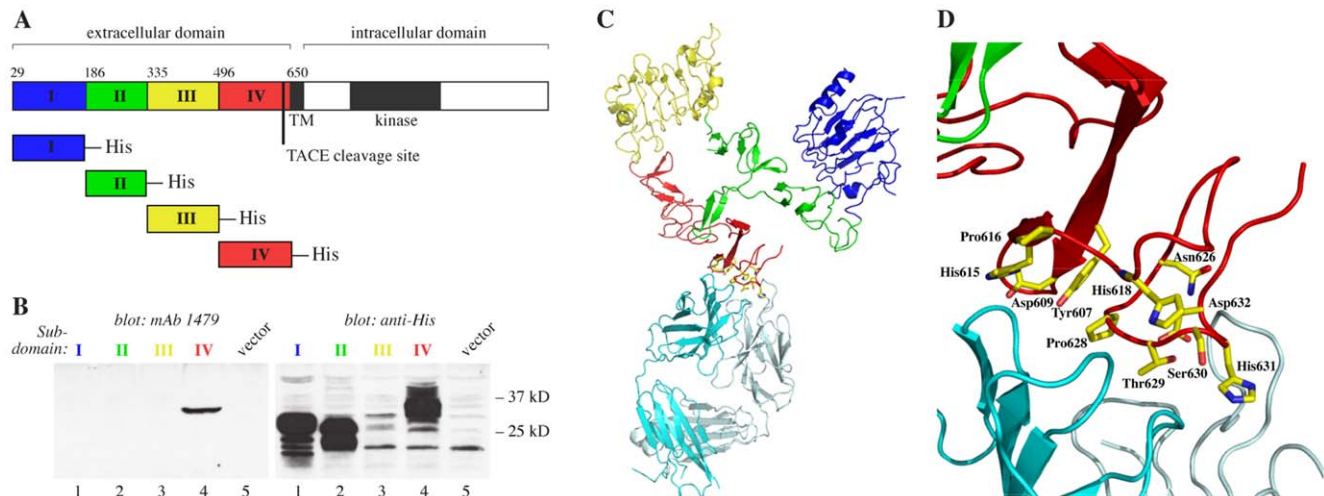 A
extracellular domain intracellular domain
29 186 335 496 650
I II III IV
TM kinase
TACE cleavage site
I His
II His
III His
IV His
B
blot: mAb 1479 blot: anti-His
Sub-
domain: I II III IV vector I II III IV vector
– 37 kD
– 25 kD
1 2 3 4 5 1 2 3 4 5
C
D
Pro616
Asn626
His615
His618
Asp609
Asp632
Tyr607
Pro628
Ser630
His631
Thr629